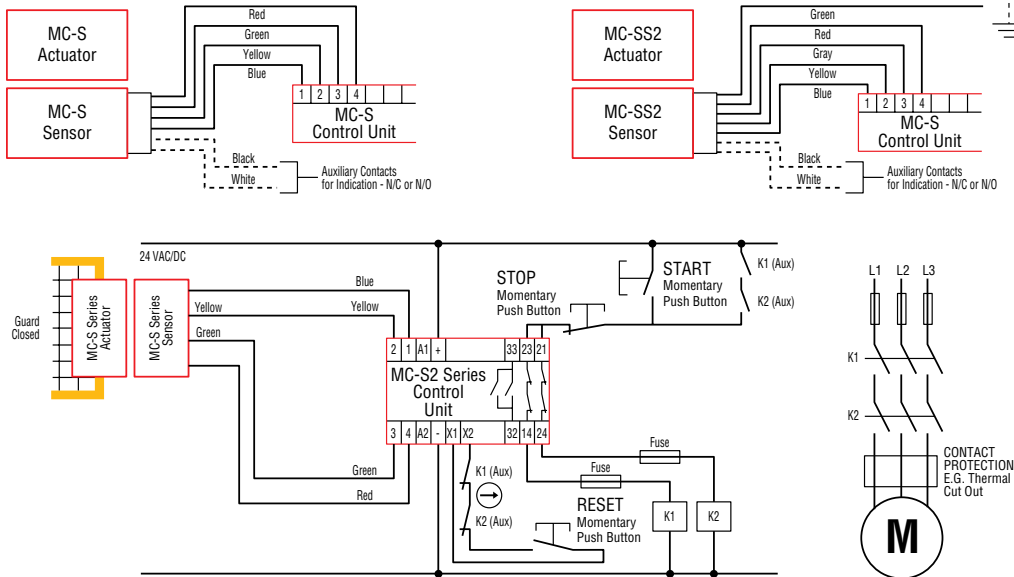 MC-S
Actuator
MC-S
Sensor
Red
Green
Yellow
Blue
1 2 3 4
MC-S
Control Unit
Black
White
Auxiliary Contacts
for Indication - N/C or N/O
MC-SS2
Actuator
MC-SS2
Sensor
Green
Red
Gray
Yellow
Blue
1 2 3 4
MC-S
Control Unit
Black
White
Auxiliary Contacts
for Indication - N/C or N/O
24 VAC/DC
Guard
Closed
MC-S Series
Actuator
MC-S Series
Sensor
Blue
Yellow
Yellow
Green
Green
Red
2 1 A1 + 33 23 21
MC-S2 Series
Control
Unit
3 4 A2 - X1 X2 32 14 24
STOP
Momentary
Push Button
START
Momentary
Push Button
K1 (Aux)
K2 (Aux)
K1 (Aux)
K2 (Aux)
RESET
Momentary
Push Button
Fuse
Fuse
K1
K2
L1 L2 L3
K1
K2
CONTACT
PROTECTION
E.G. Thermal
Cut Out
M